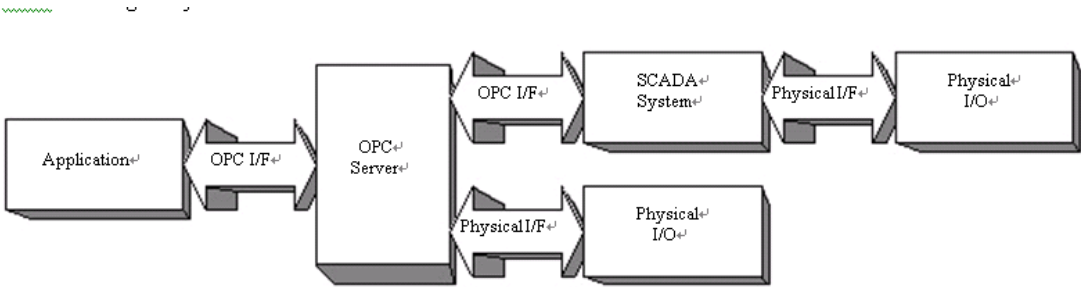 Application
OPC I/F
OPC
Server
OPC I/F
SCADA
System
Physical I/F
Physical
I/O
Physical I/F
Physical
I/O